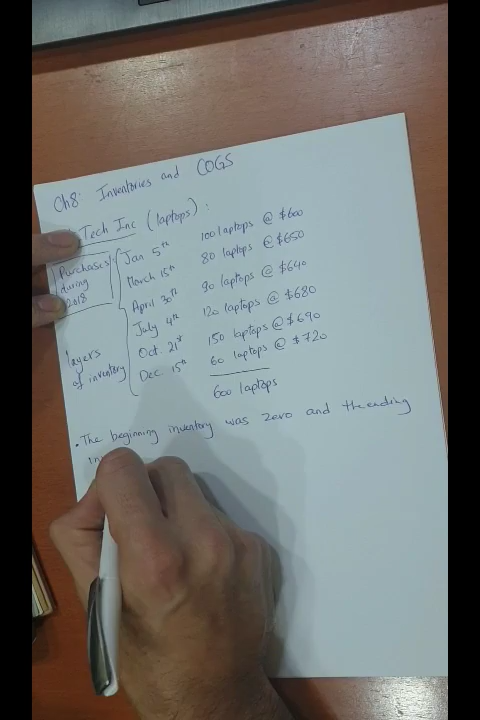 Ch8: Inventories and COGS
Tech Inc (laptops):
Purchases during 2018
Jan 5th 100 laptops @ $600
March 15th 80 laptops @ $650
April 30th 90 laptops @ $640
July 4th 120 laptops @ $680
Oct. 21st 150 laptops @ $690
Dec. 15th 60 laptops @ $720
layers of inventory
600 laptops
• The beginning inventory was zero and the ending